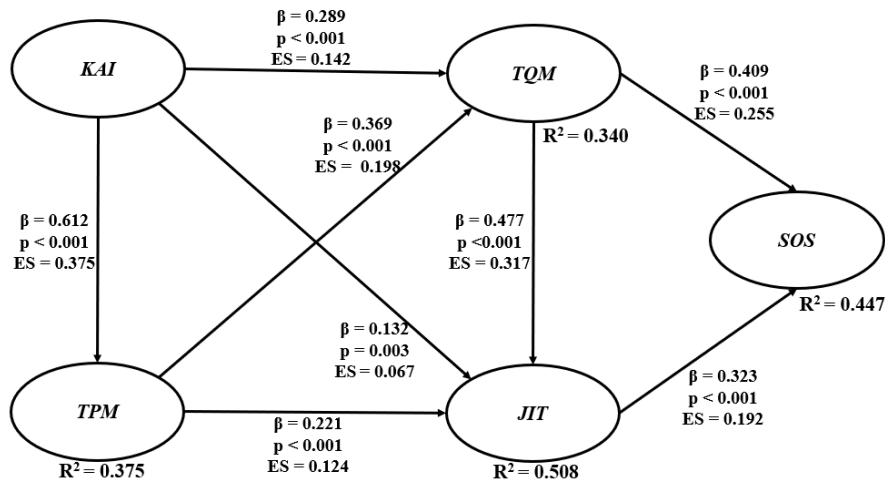 β = 0.289
p < 0.001
ES = 0.142
KAI
TQM
β = 0.409
p < 0.001
ES = 0.255
β = 0.369
p < 0.001
ES = 0.198
R² = 0.340
β = 0.612
p < 0.001
ES = 0.375
β = 0.477
p <0.001
ES = 0.317
SOS
R² = 0.447
β = 0.132
p = 0.003
ES = 0.067
β = 0.323
p < 0.001
ES = 0.192
TPM
JIT
β = 0.221
p < 0.001
ES = 0.124
R² = 0.375
R² = 0.508